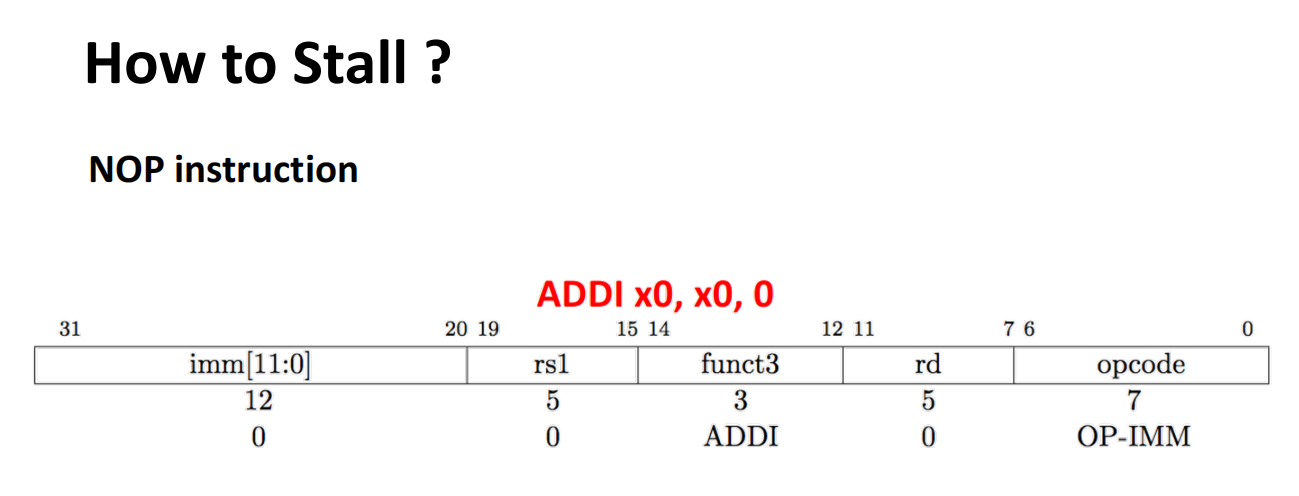 How to Stall ?
NOP instruction
ADDI x0, x0, 0
31 20 19 15 14 12 11 7 6 0
imm[11:0] rs1 funct3 rd opcode
12 5 3 5 7
0 0 ADDI 0 OP-IMM